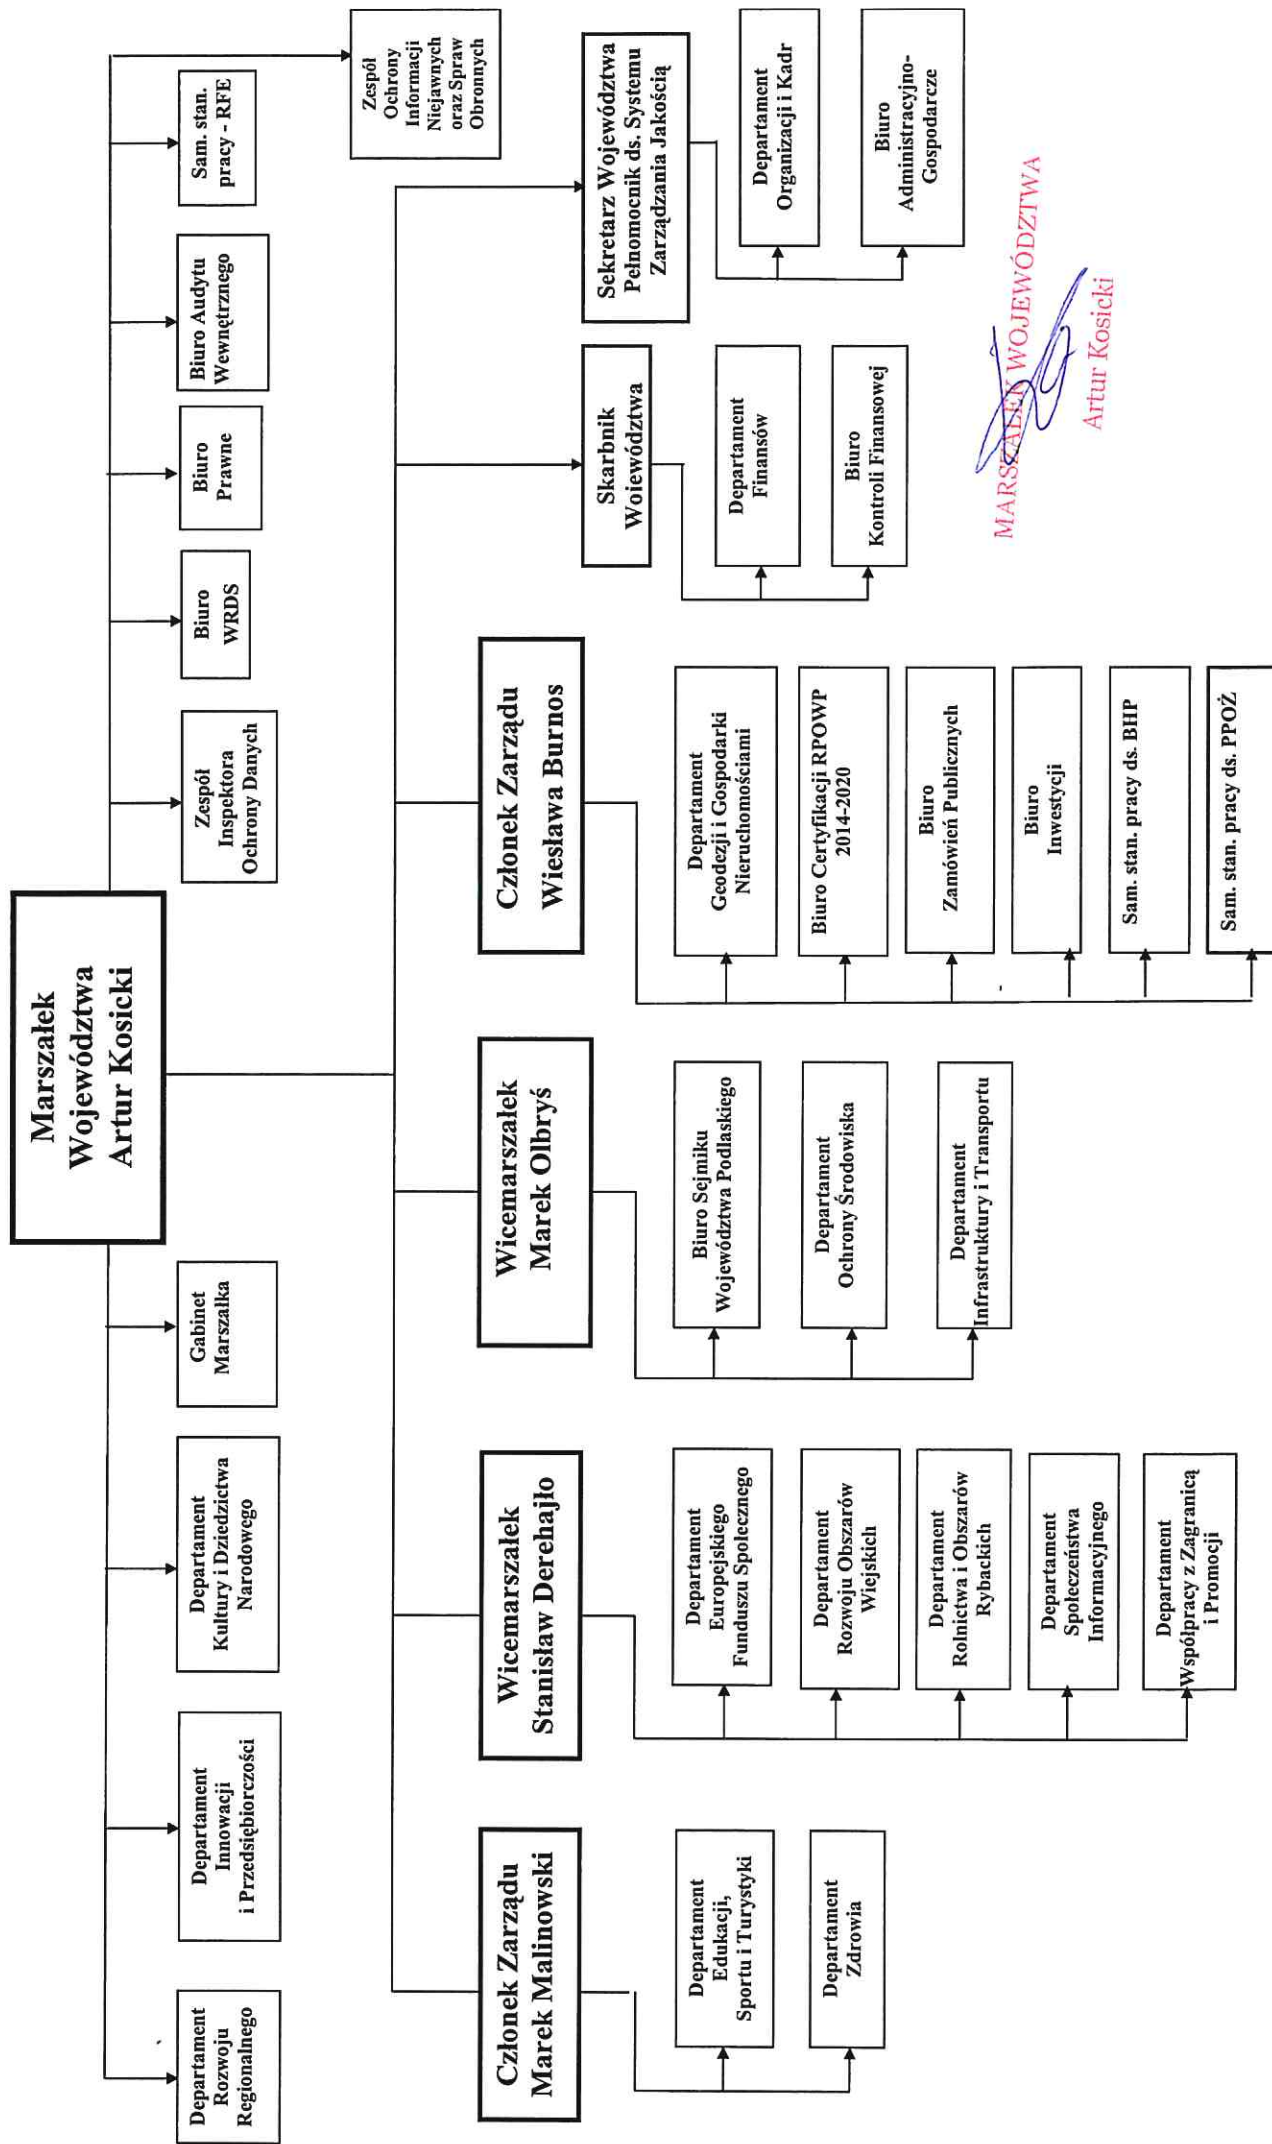 Marszałek
Województwa
Artur Kosicki
Departament
Rozwoju
Regionalnego
Departament
Innowacji
i Przedsiębiorczości
Departament
Kultury i Dziedzictwa
Narodowego
Gabinet
Marszałka
Zespół
Inspektora
Ochrony Danych
Biuro
WRDS
Biuro
Prawne
Biuro Audytu
Wewnętrznego
Sam. stan.
pracy - RFE
Zespół
Ochrony
Informacji
Niejawnych
oraz Spraw
Obronnych
Członek Zarządu
Marek Malinowski
Departament
Edukacji,
Sportu i Turystyki
Departament
Zdrowia
Wicemarszałek
Stanisław Derehajło
Departament
Europejskiego
Funduszu Społecznego
Departament
Rozwoju Obszarów
Wiejskich
Departament
Rolnictwa i Obszarów
Rybackich
Departament
Społeczeństwa
Informacyjnego
Departament
Współpracy z Zagranicą
i Promocji
Wicemarszałek
Marek Olbryś
Biuro Sejmiku
Województwa Podlaskiego
Departament
Ochrony Środowiska
Departament
Infrastruktury i Transportu
Członek Zarządu
Wiesława Burnos
Departament
Geodezji i Gospodarki
Nieruchomościami
Biuro Certyfikacji RPOWP
2014-2020
Biuro
Zamówień Publicznych
Biuro
Inwestycji
Sam. stan. pracy ds. BHP
Sam. stan. pracy ds. PPOŻ
Skarbnik
Woiewództwa
Departament
Finansów
Biuro
Kontroli Finansowej
Sekretarz Województwa
Pełnomocnik ds. Systemu
Zarządzania Jakością
Departament
Organizacji i Kadr
Biuro
Administracyjno-
Gospodarcze
MARSZAŁEK WOJEWÓDZTWA
Artur Kosicki